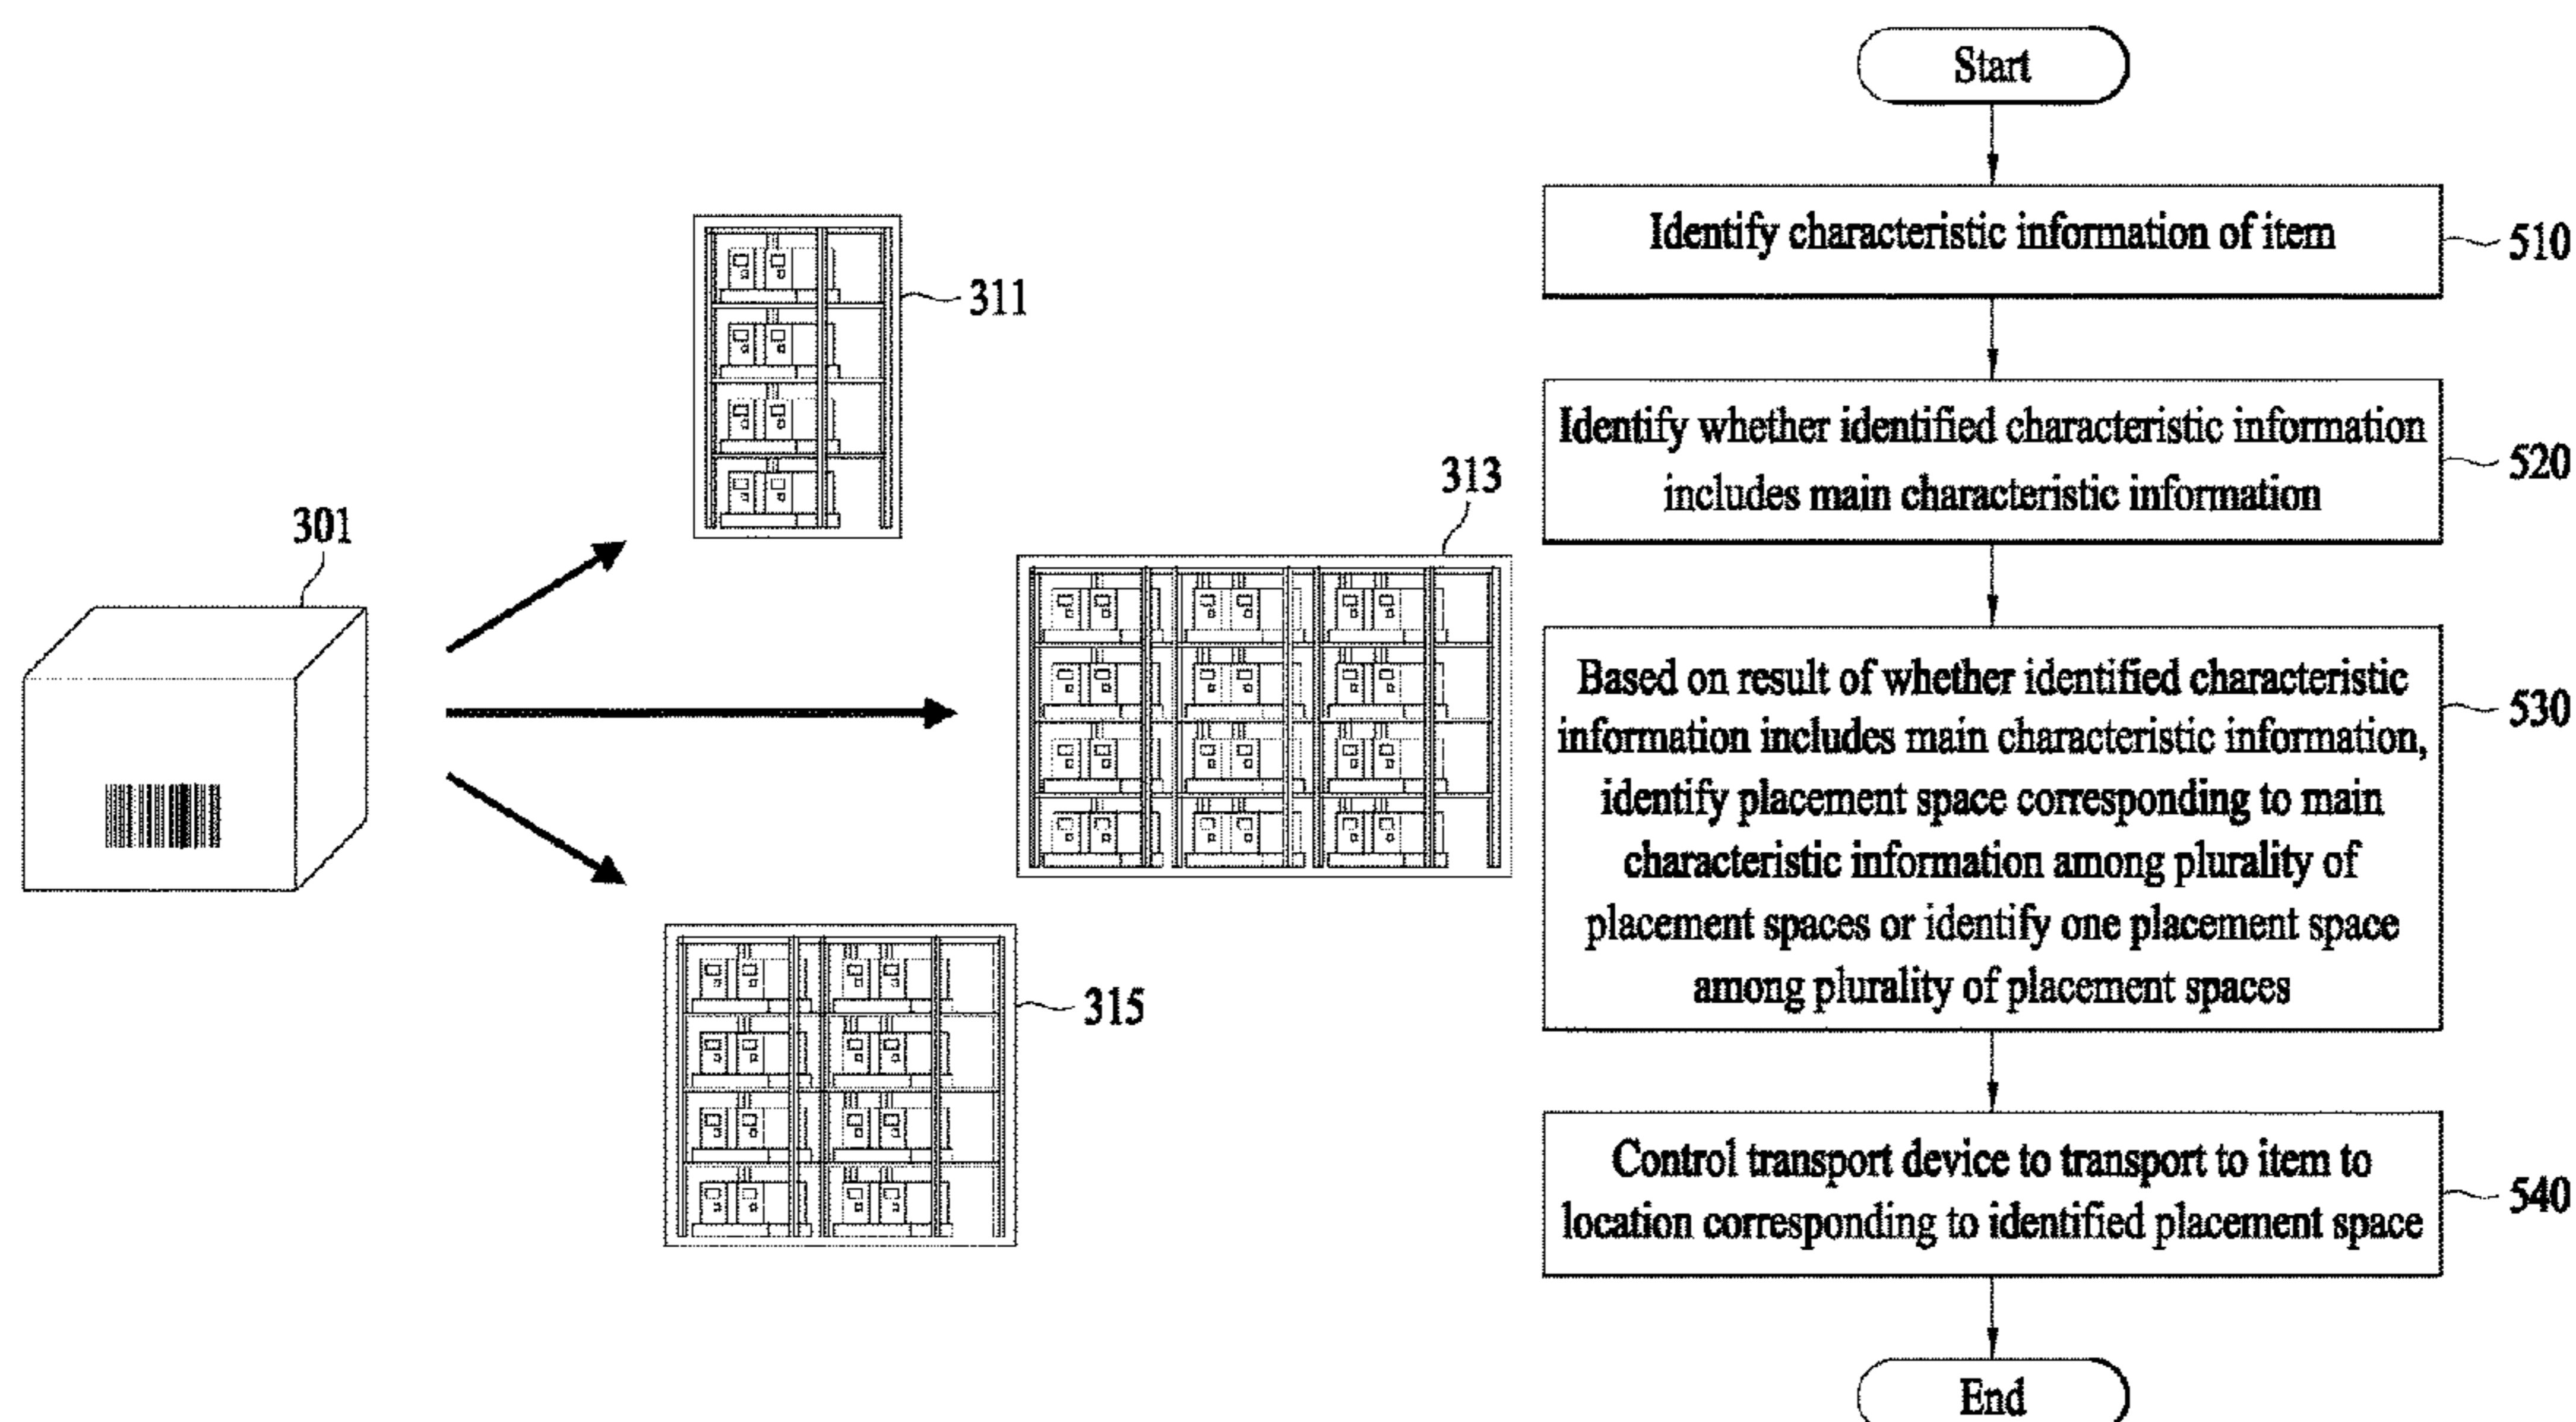 301
311
313
315
Start
Identify characteristic information of item
510
Identify whether identified characteristic information
includes main characteristic information
520
Based on result of whether identified characteristic
information includes main characteristic information,
identify placement space corresponding to main
characteristic information among plurality of
placement spaces or identify one placement space
among plurality of placement spaces
530
Control transport device to transport to item to
location corresponding to identified placement space
540
End